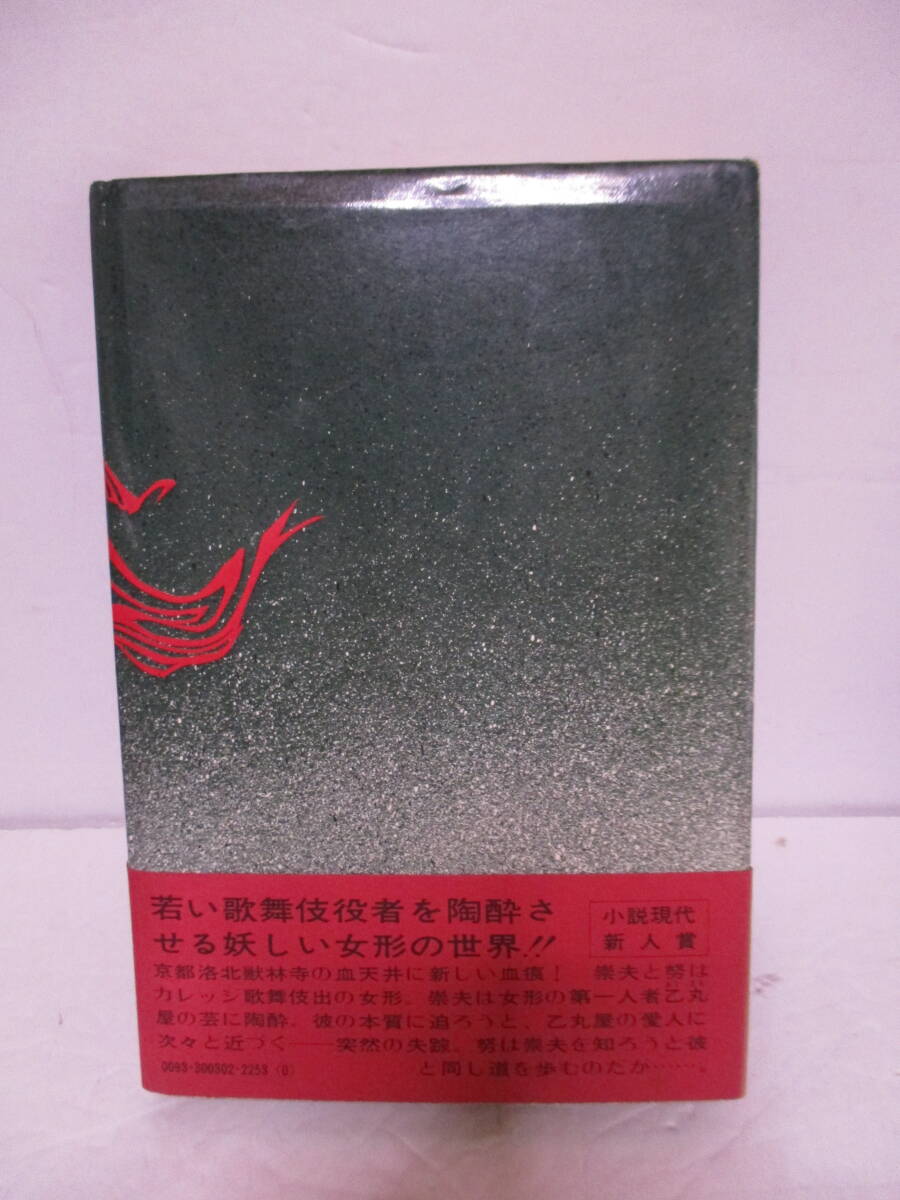 若い歌舞伎役者を陶酔さ
せる妖しい女形の世界!!
小説現代
新人賞
京都洛北獣林寺の血天井に新しい血痕！　崇夫と努は
カレッジ歌舞伎出の女形。崇夫は女形の第一人者乙丸
屋の芸に陶酔。彼の本質に迫ろうと、乙丸屋の愛人に
次々と近づく——突然の失踪。努は崇夫を知ろうと彼
と同じ道を歩むのだが……。
0093-300302-2253 (0)